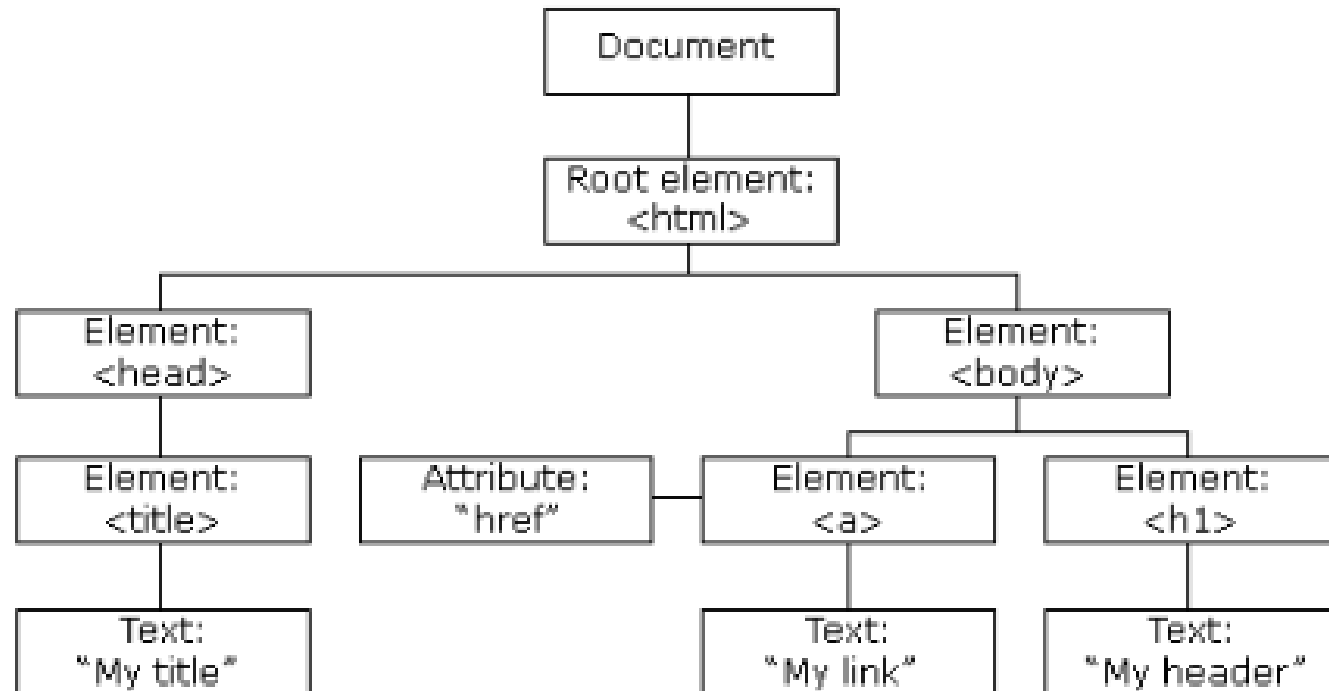 Document
Root element:
<html>
Element:
<head>
Element:
<body>
Element:
<title>
Attribute:
“href”
Element:
<a>
Element:
<h1>
Text:
“My title”
Text:
“My link”
Text:
“My header”